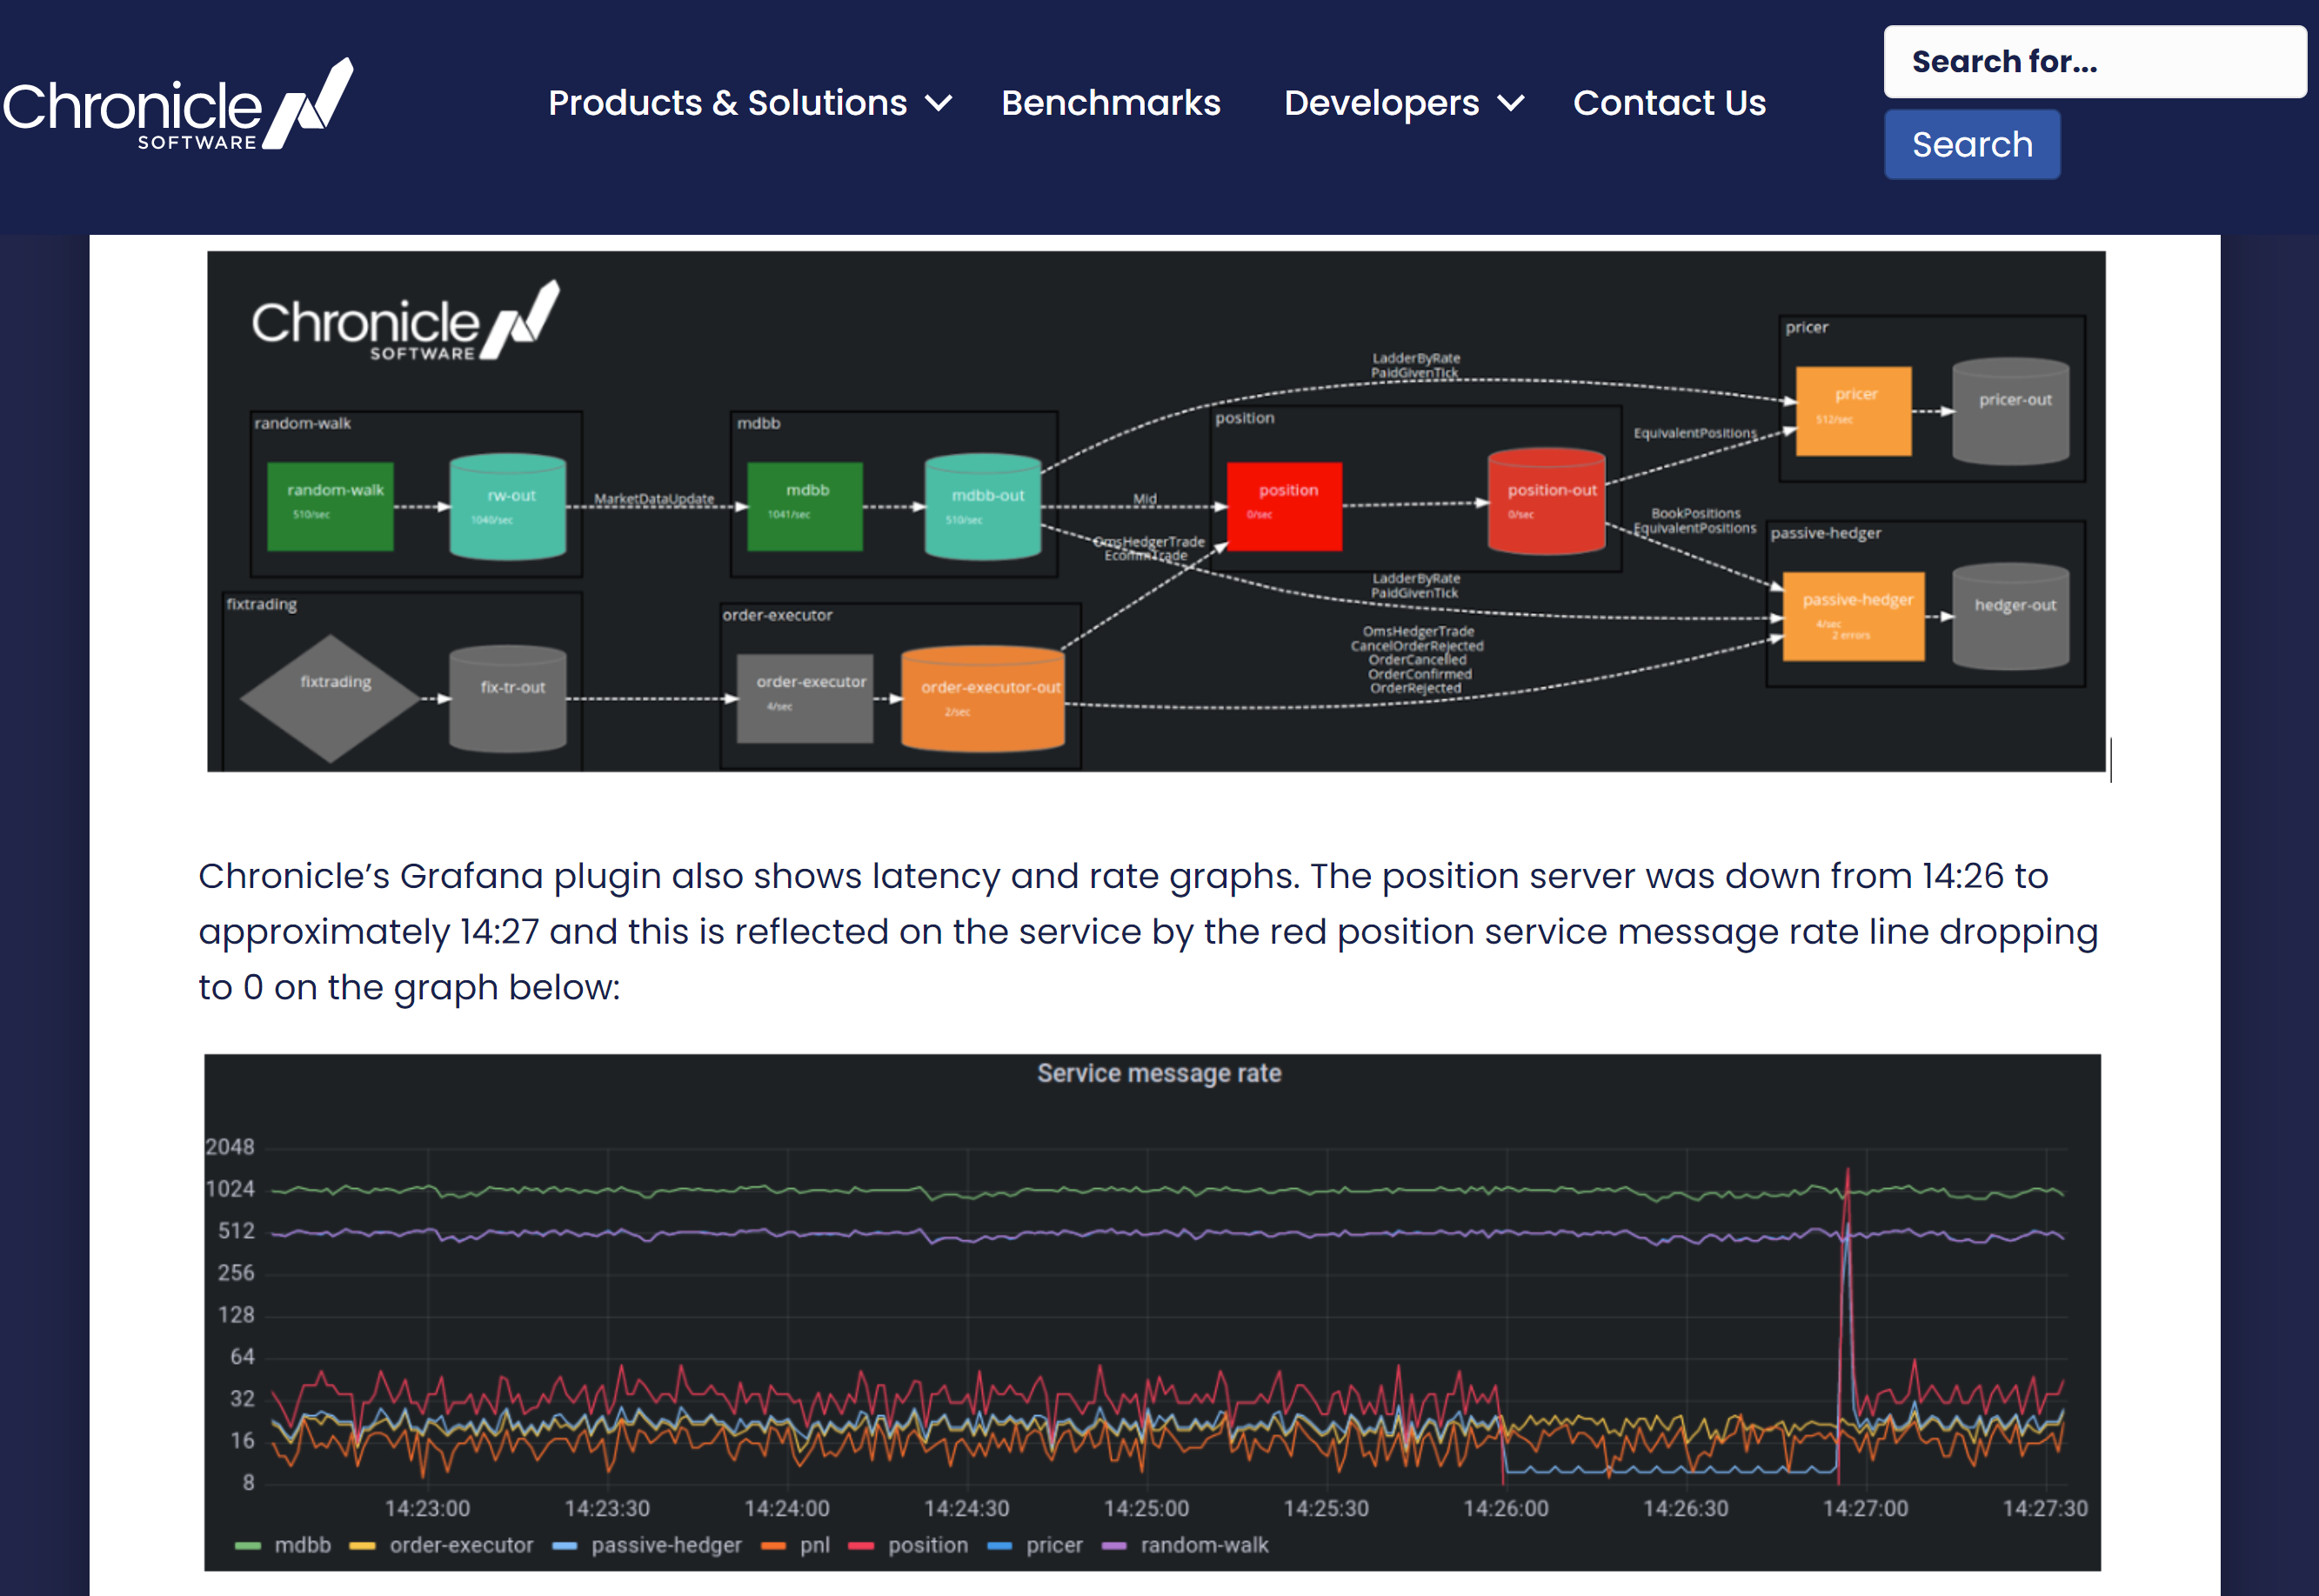 Chronicle
SOFTWARE
Products & Solutions
Benchmarks
Developers
Contact Us
Search for...
Search
Chronicle
SOFTWARE
random-walk
random-walk
510/sec
rw-out
1040/sec
MarketDataUpdate
mdbb
mdbb
1041/sec
mdbb-out
510/sec
LadderByRate
PaidGivenTick
Mid
OmsHedgerTrade
EcommTrade
position
position
0/sec
position-out
0/sec
EquivalentPositions
BookPositions
EquivalentPositions
pricer
pricer
512/sec
pricer-out
passive-hedger
passive-hedger
4/sec
2 errors
hedger-out
LadderByRate
PaidGivenTick
OmsHedgerTrade
CancelOrderRejected
OrderCancelled
OrderConfirmed
OrderRejected
fixtrading
fixtrading
fix-tr-out
order-executor
order-executor
4/sec
order-executor-out
2/sec
Chronicle’s Grafana plugin also shows latency and rate graphs. The position server was down from 14:26 to
approximately 14:27 and this is reflected on the service by the red position service message rate line dropping
to 0 on the graph below:
Service message rate
2048
1024
512
256
128
64
32
16
8
14:23:00 14:23:30 14:24:00 14:24:30 14:25:00 14:25:30 14:26:00 14:26:30 14:27:00 14:27:30
mdbb order-executor passive-hedger pnl position pricer random-walk